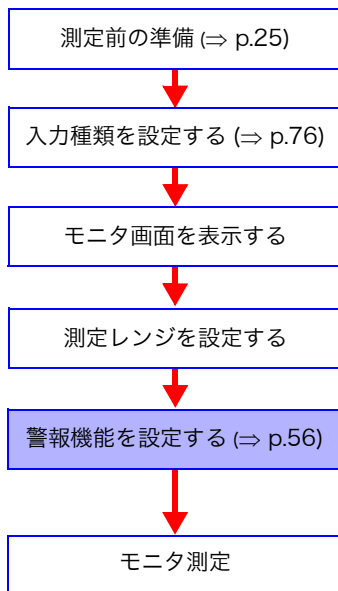 測定前の準備 (⇒ p.25)
入力種類を設定する (⇒ p.76)
モニタ画面を表示する
測定レンジを設定する
警報機能を設定する (⇒ p.56)
モニタ測定